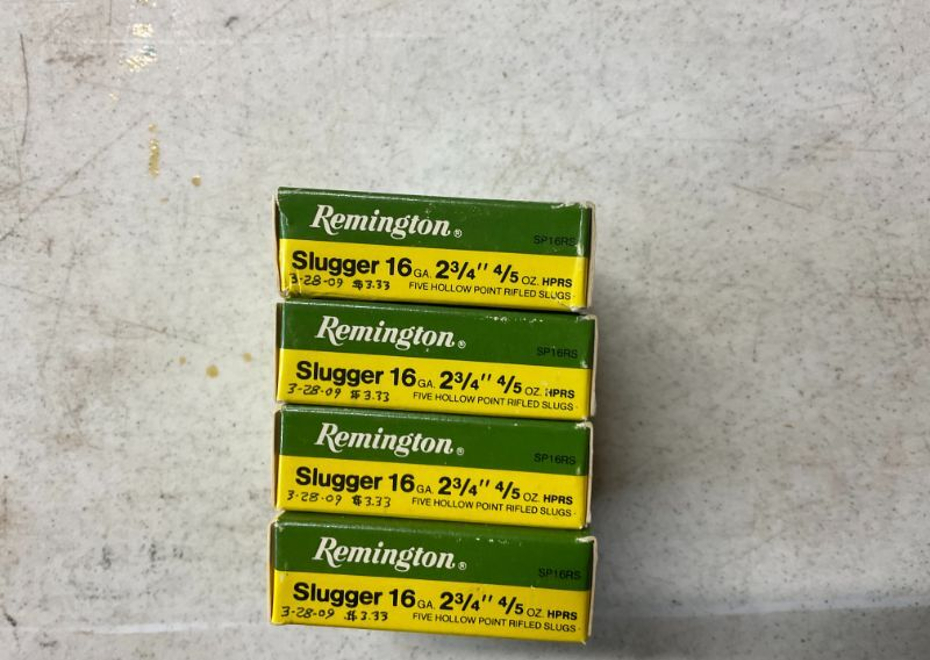 Remington®
SP16RS
Slugger 16 GA. 2 3/4" 4/5 OZ. HPRS
3-28-09 $3.33 FIVE HOLLOW POINT RIFLED SLUGS
Remington®
SP16RS
Slugger 16 GA. 2 3/4" 4/5 OZ. HPRS
3-28-09 $3.33 FIVE HOLLOW POINT RIFLED SLUGS
Remington®
SP16RS
Slugger 16 GA. 2 3/4" 4/5 OZ. HPRS
3-28-09 $3.33 FIVE HOLLOW POINT RIFLED SLUGS
Remington®
SP16RS
Slugger 16 GA. 2 3/4" 4/5 OZ. HPRS
3-28-09 $3.33 FIVE HOLLOW POINT RIFLED SLUGS